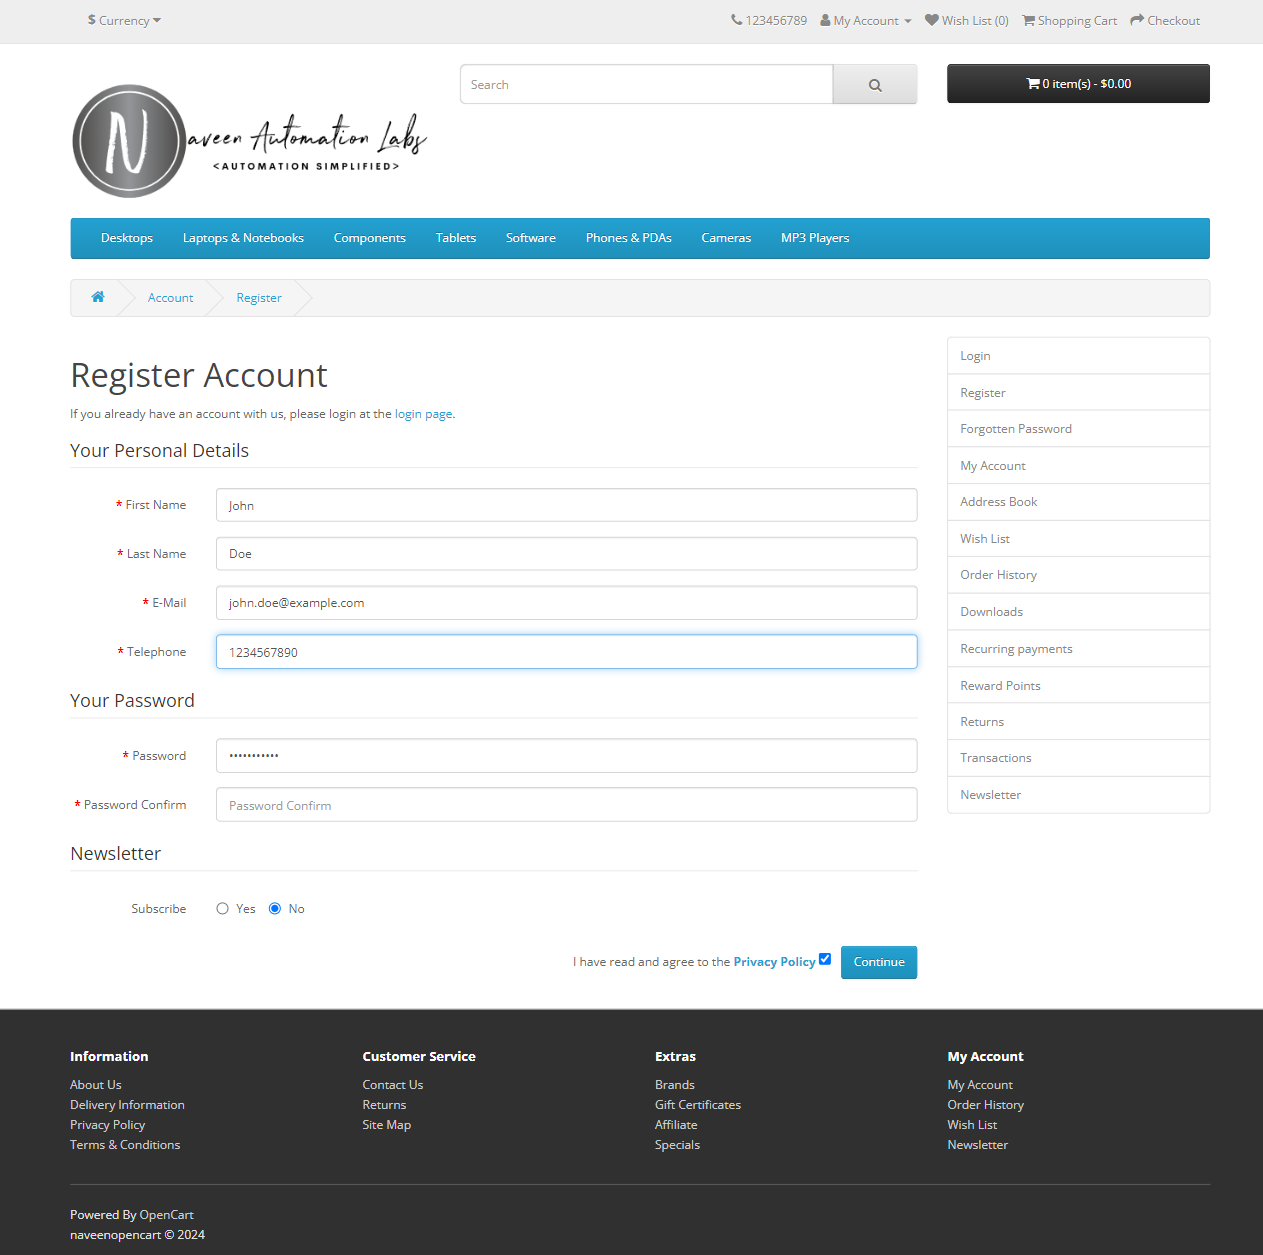 $ Currency
123456789 My Account Wish List (0) Shopping Cart Checkout
N aveen Automation Labs
<AUTOMATION SIMPLIFIED>
Search
0 item(s) - $0.00
Desktops Laptops & Notebooks Components Tablets Software Phones & PDAs Cameras MP3 Players
Account Register
Register Account
If you already have an account with us, please login at the login page.
Your Personal Details
* First Name John
* Last Name Doe
* E-Mail john.doe@example.com
* Telephone 1234567890
Your Password
* Password •••••••••••
* Password Confirm Password Confirm
Newsletter
Subscribe Yes No
I have read and agree to the Privacy Policy Continue
Login
Register
Forgotten Password
My Account
Address Book
Wish List
Order History
Downloads
Recurring payments
Reward Points
Returns
Transactions
Newsletter
Information
About Us
Delivery Information
Privacy Policy
Terms & Conditions
Customer Service
Contact Us
Returns
Site Map
Extras
Brands
Gift Certificates
Affiliate
Specials
My Account
My Account
Order History
Wish List
Newsletter
Powered By OpenCart
naveenopencart © 2024